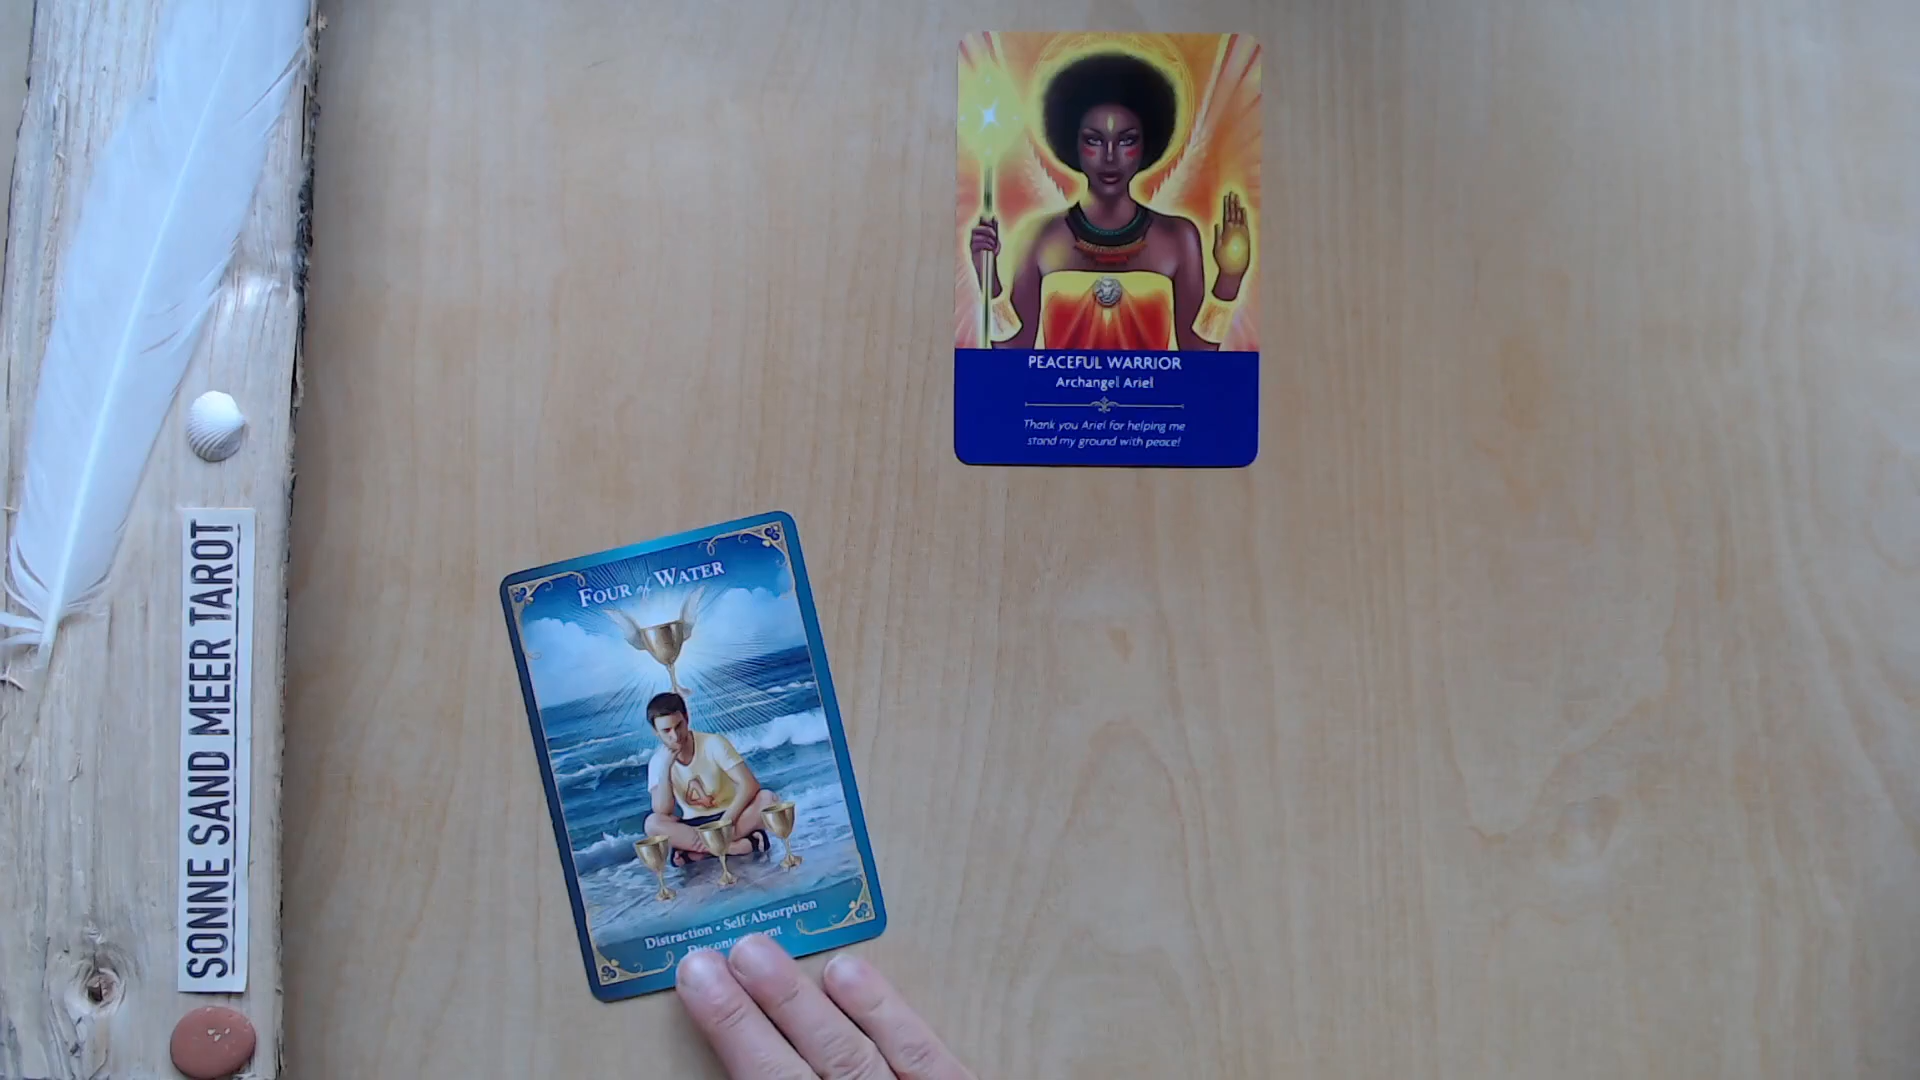 SONNE SAND MEER TAROT
PEACEFUL WARRIOR
Archangel Ariel
Thank you Ariel for helping me
stand my ground with peace!
FOUR of WATER
4
Distraction • Self-Absorption